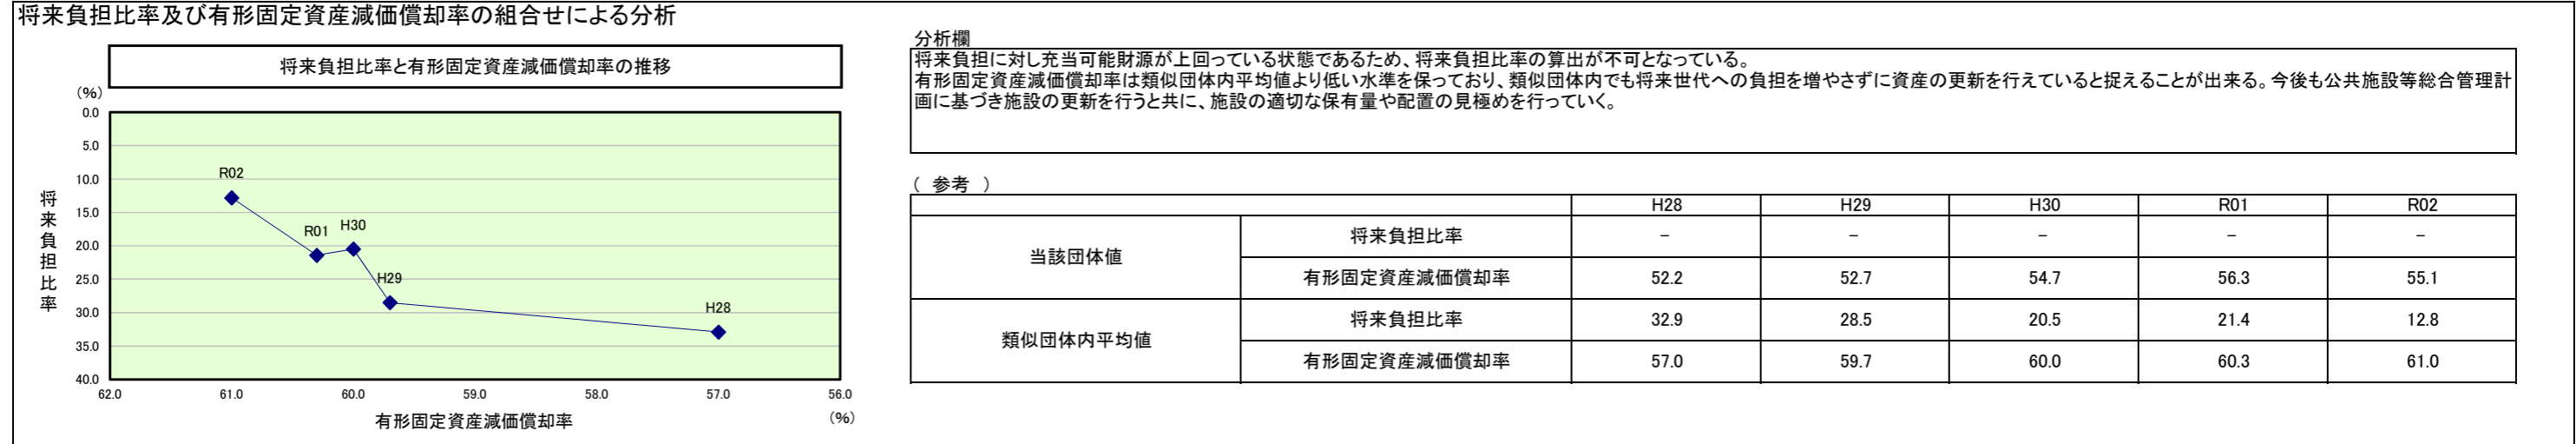 将来負担比率及び有形固定資産減価償却率の組合せによる分析
将来負担比率と有形固定資産減価償却率の推移
(%)
0.0
5.0
10.0
15.0
20.0
25.0
30.0
35.0
40.0
将来負担比率
R02
R01
H30
H29
H28
62.0 61.0 60.0 59.0 58.0 57.0 56.0
有形固定資産減価償却率
(%)
分析欄
将来負担に対し充当可能財源が上回っている状態であるため、将来負担比率の算出が不可となっている。
有形固定資産減価償却率は類似団体内平均値より低い水準を保っており、類似団体内でも将来世代への負担を増やさずに資産の更新を行えていると捉えることが出来る。今後も公共施設等総合管理計
画に基づき施設の更新を行うと共に、施設の適切な保有量や配置の見極めを行っていく。
( 参考 )
H28 H29 H30 R01 R02
当該団体値
将来負担比率 － － － － －
有形固定資産減価償却率 52.2 52.7 54.7 56.3 55.1
類似団体内平均値
将来負担比率 32.9 28.5 20.5 21.4 12.8
有形固定資産減価償却率 57.0 59.7 60.0 60.3 61.0